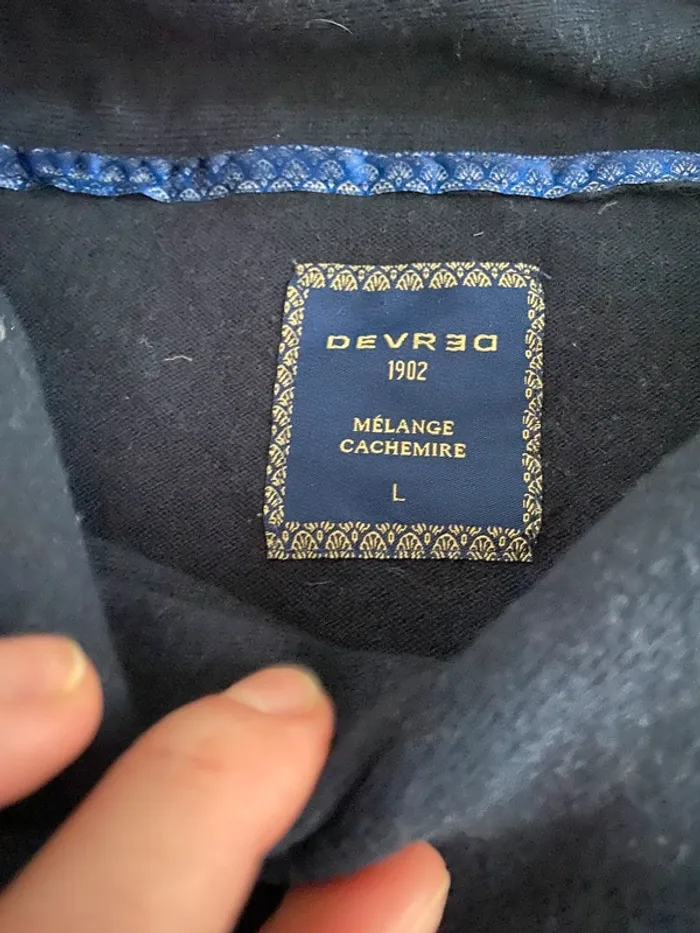 DEVRED
1902
MÉLANGE
CACHEMIRE
L